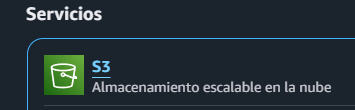 Servicios
S3
Almacenamiento escalable en la nube